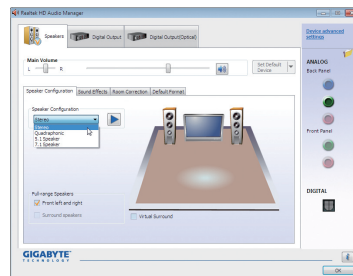 Realtek HD Audio Manager
Speakers
Digital Output
Digital Output(Optical)
Device advanced settings
Main Volume
L
R
Set Default Device
ANALOG
Back Panel
Speaker Configuration
Sound Effects
Room Correction
Default Format
Speaker Configuration
Stereo
Stereo
Quadraphonic
5.1 Speaker
7.1 Speaker
Front Panel
Full-range Speakers
Front left and right
Surround speakers
Virtual Surround
DIGITAL
GIGABYTE
TECHNOLOGY
OK